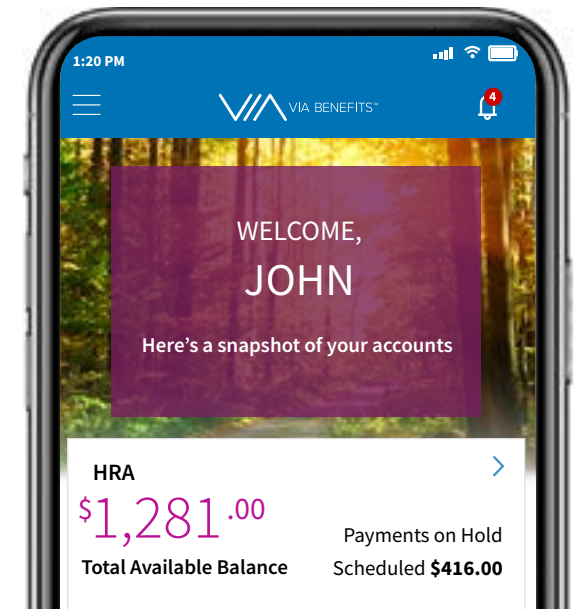 1:20 PM
VIA VIA BENEFITS™
4
WELCOME,
JOHN
Here's a snapshot of your accounts
HRA
$1,281.00
Total Available Balance
Payments on Hold
Scheduled $416.00